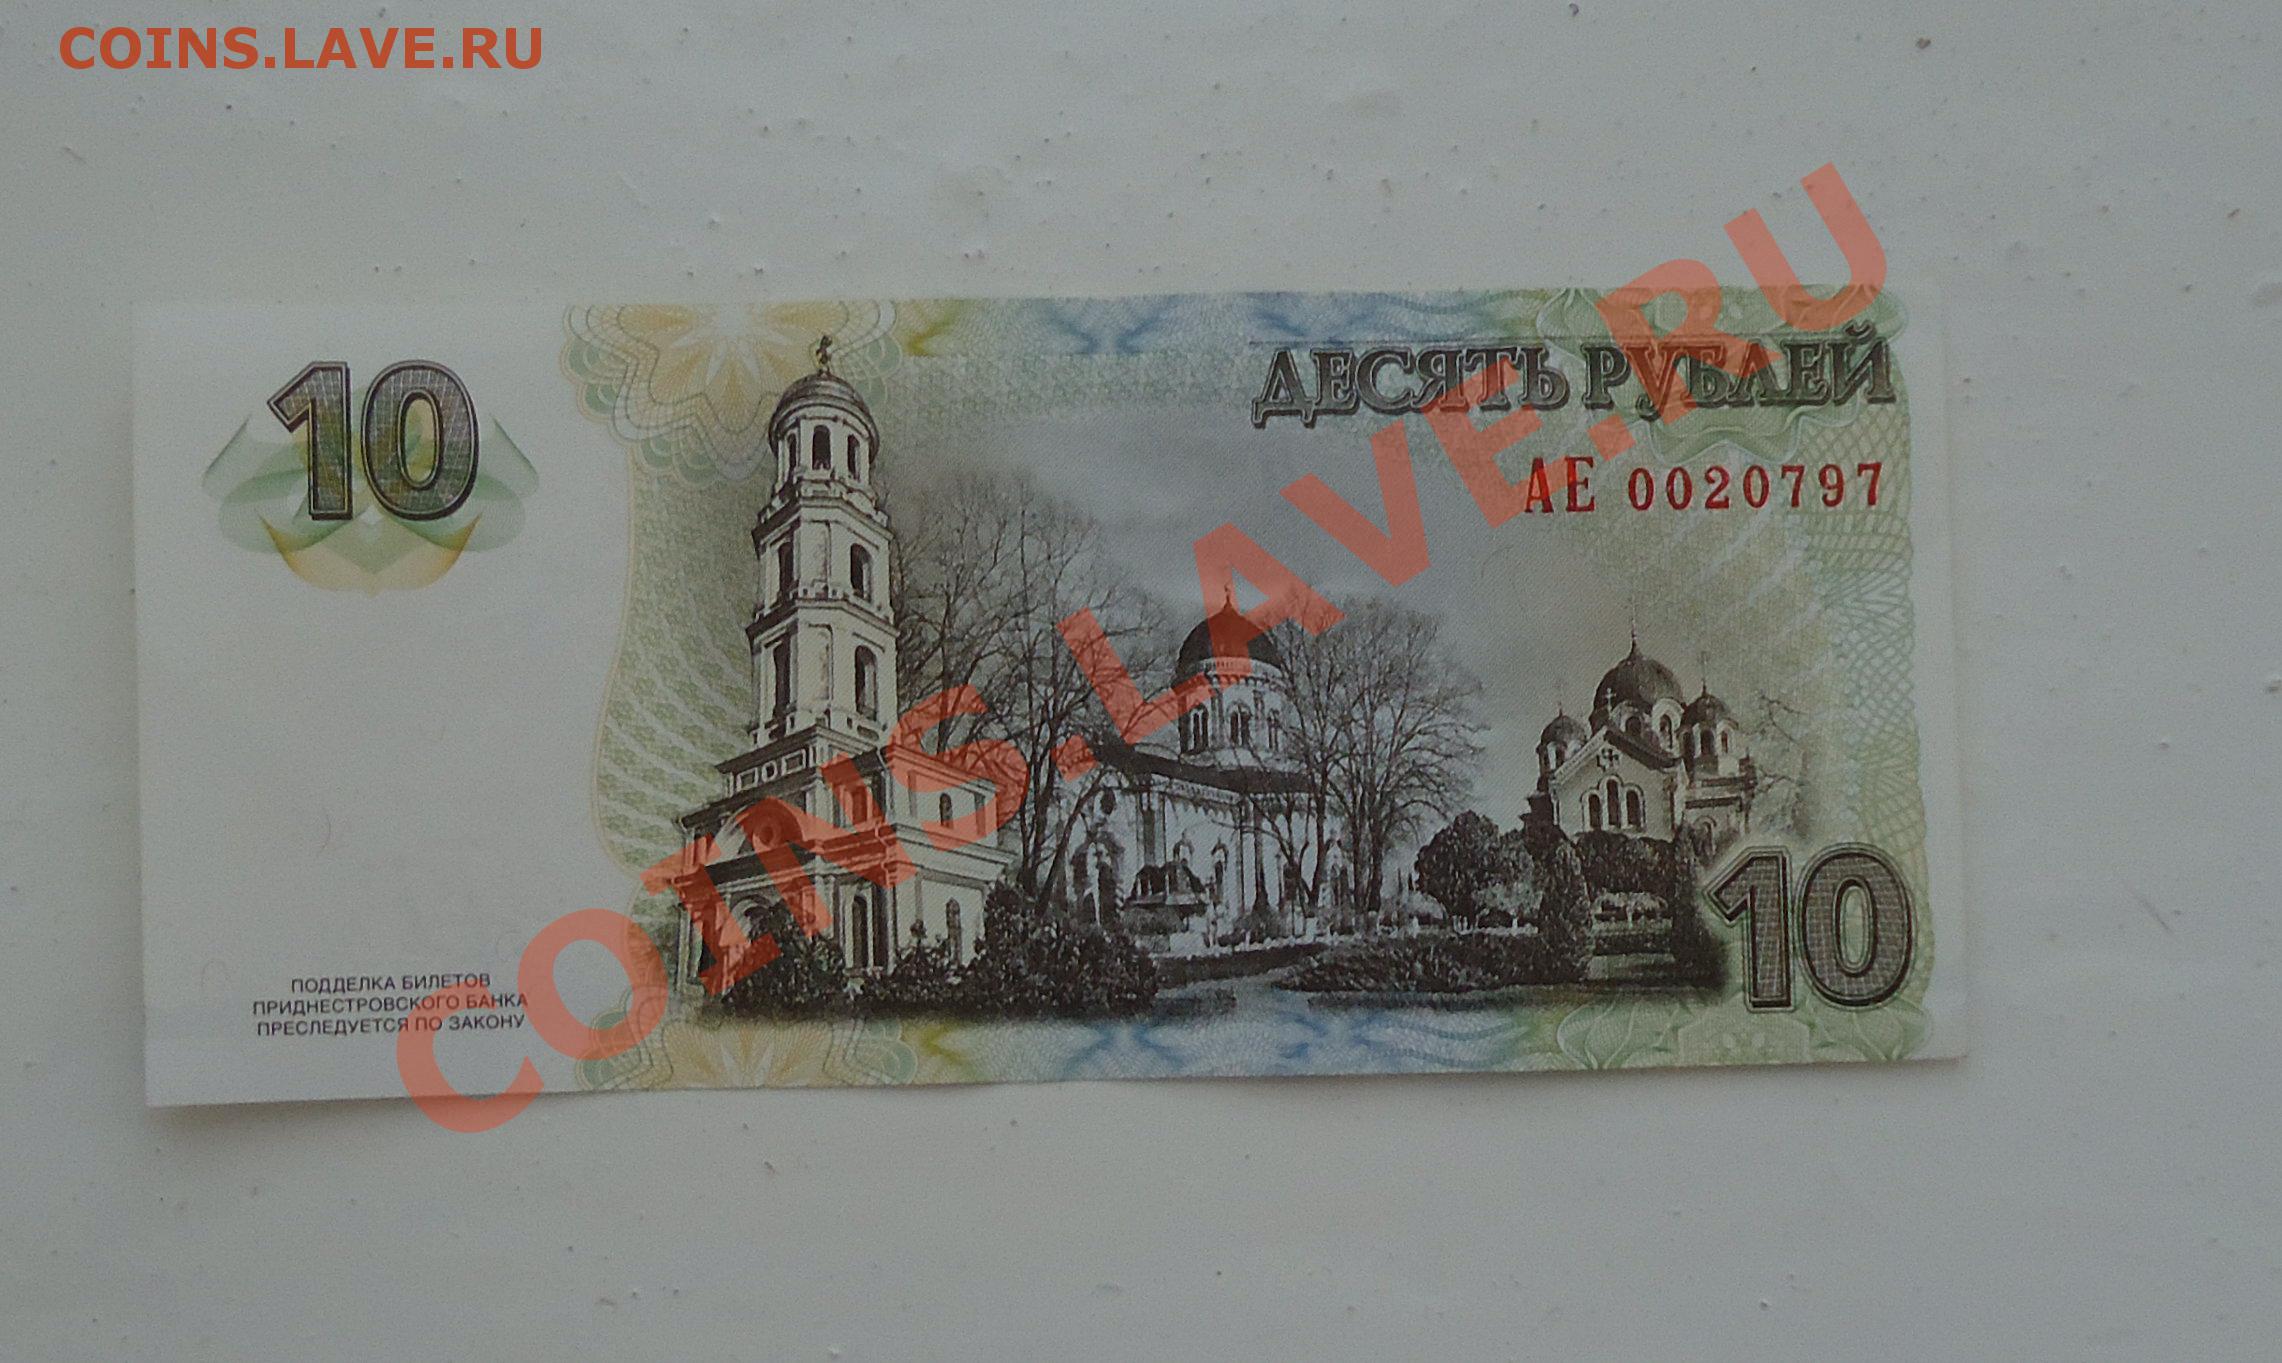 COINS.LAVE.RU
10
ДЕСЯТЬ РУБЛЕЙ
АЕ 0020797
COINS.LAVE.RU
10
ПОДДЕЛКА БИЛЕТОВ
ПРИДНЕСТРОВСКОГО БАНКА
ПРЕСЛЕДУЕТСЯ ПО ЗАКОНУ